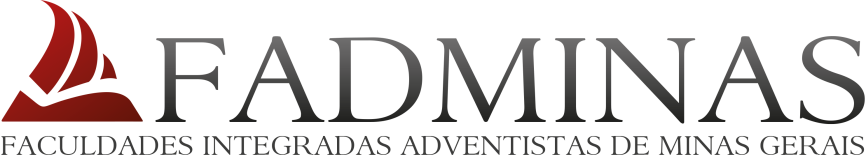 FADMINAS
FACULDADES INTEGRADAS ADVENTISTAS DE MINAS GERAIS